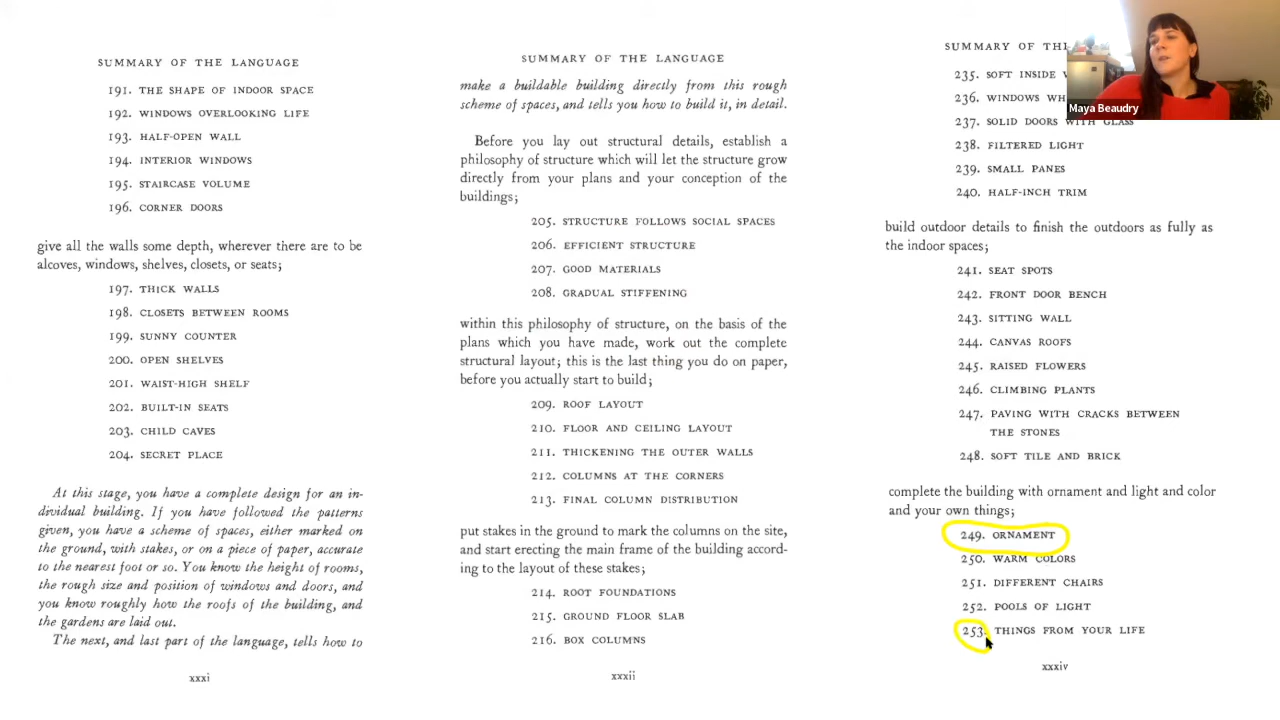 SUMMARY OF THE LANGUAGE
191. THE SHAPE OF INDOOR SPACE
192. WINDOWS OVERLOOKING LIFE
193. HALF-OPEN WALL
194. INTERIOR WINDOWS
195. STAIRCASE VOLUME
196. CORNER DOORS
give all the walls some depth, wherever there are to be
alcoves, windows, shelves, closets, or seats;
197. THICK WALLS
198. CLOSETS BETWEEN ROOMS
199. SUNNY COUNTER
200. OPEN SHELVES
201. WAIST-HIGH SHELF
202. BUILT-IN SEATS
203. CHILD CAVES
204. SECRET PLACE
At this stage, you have a complete design for an in-
dividual building. If you have followed the patterns
given, you have a scheme of spaces, either marked on
the ground, with stakes, or on a piece of paper, accurate
to the nearest foot or so. You know the height of rooms,
the rough size and position of windows and doors, and
you know roughly how the roofs of the building, and
the gardens are laid out.
The next, and last part of the language, tells how to
xxxi
SUMMARY OF THE LANGUAGE
make a buildable building directly from this rough
scheme of spaces, and tells you how to build it, in detail.
Before you lay out structural details, establish a
philosophy of structure which will let the structure grow
directly from your plans and your conception of the
buildings;
205. STRUCTURE FOLLOWS SOCIAL SPACES
206. EFFICIENT STRUCTURE
207. GOOD MATERIALS
208. GRADUAL STIFFENING
within this philosophy of structure, on the basis of the
plans which you have made, work out the complete
structural layout; this is the last thing you do on paper,
before you actually start to build;
209. ROOF LAYOUT
210. FLOOR AND CEILING LAYOUT
211. THICKENING THE OUTER WALLS
212. COLUMNS AT THE CORNERS
213. FINAL COLUMN DISTRIBUTION
put stakes in the ground to mark the columns on the site,
and start erecting the main frame of the building accord-
ing to the layout of these stakes;
214. ROOT FOUNDATIONS
215. GROUND FLOOR SLAB
216. BOX COLUMNS
xxxii
SUMMARY OF
235. SOFT INSIDE
236. WINDOWS
237. SOLID DOORS WITH GLASS
238. FILTERED LIGHT
239. SMALL PANES
240. HALF-INCH TRIM
build outdoor details to finish the outdoors as fully as
the indoor spaces;
241. SEAT SPOTS
242. FRONT DOOR BENCH
243. SITTING WALL
244. CANVAS ROOFS
245. RAISED FLOWERS
246. CLIMBING PLANTS
247. PAVING WITH CRACKS BETWEEN
THE STONES
248. SOFT TILE AND BRICK
complete the building with ornament and light and color
and your own things;
249. ORNAMENT
250. WARM COLORS
251. DIFFERENT CHAIRS
252. POOLS OF LIGHT
253. THINGS FROM YOUR LIFE
xxxiv
Maya Beaudry